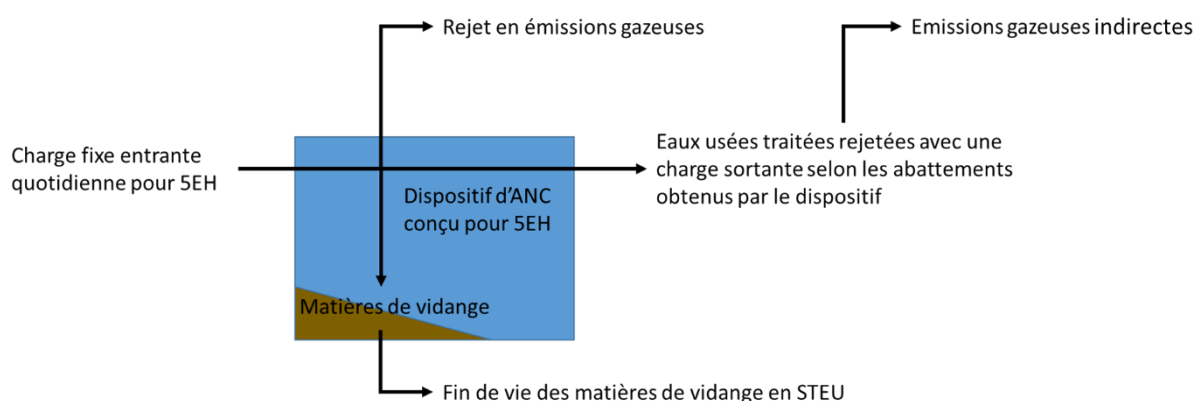 Rejet en émissions gazeuses
Emissions gazeuses indirectes
Charge fixe entrante
quotidienne pour 5EH
Eaux usées traitées rejetées avec une
charge sortante selon les abattements
obtenus par le dispositif
Dispositif d'ANC
conçu pour 5EH
Matières de vidange
Fin de vie des matières de vidange en STEU